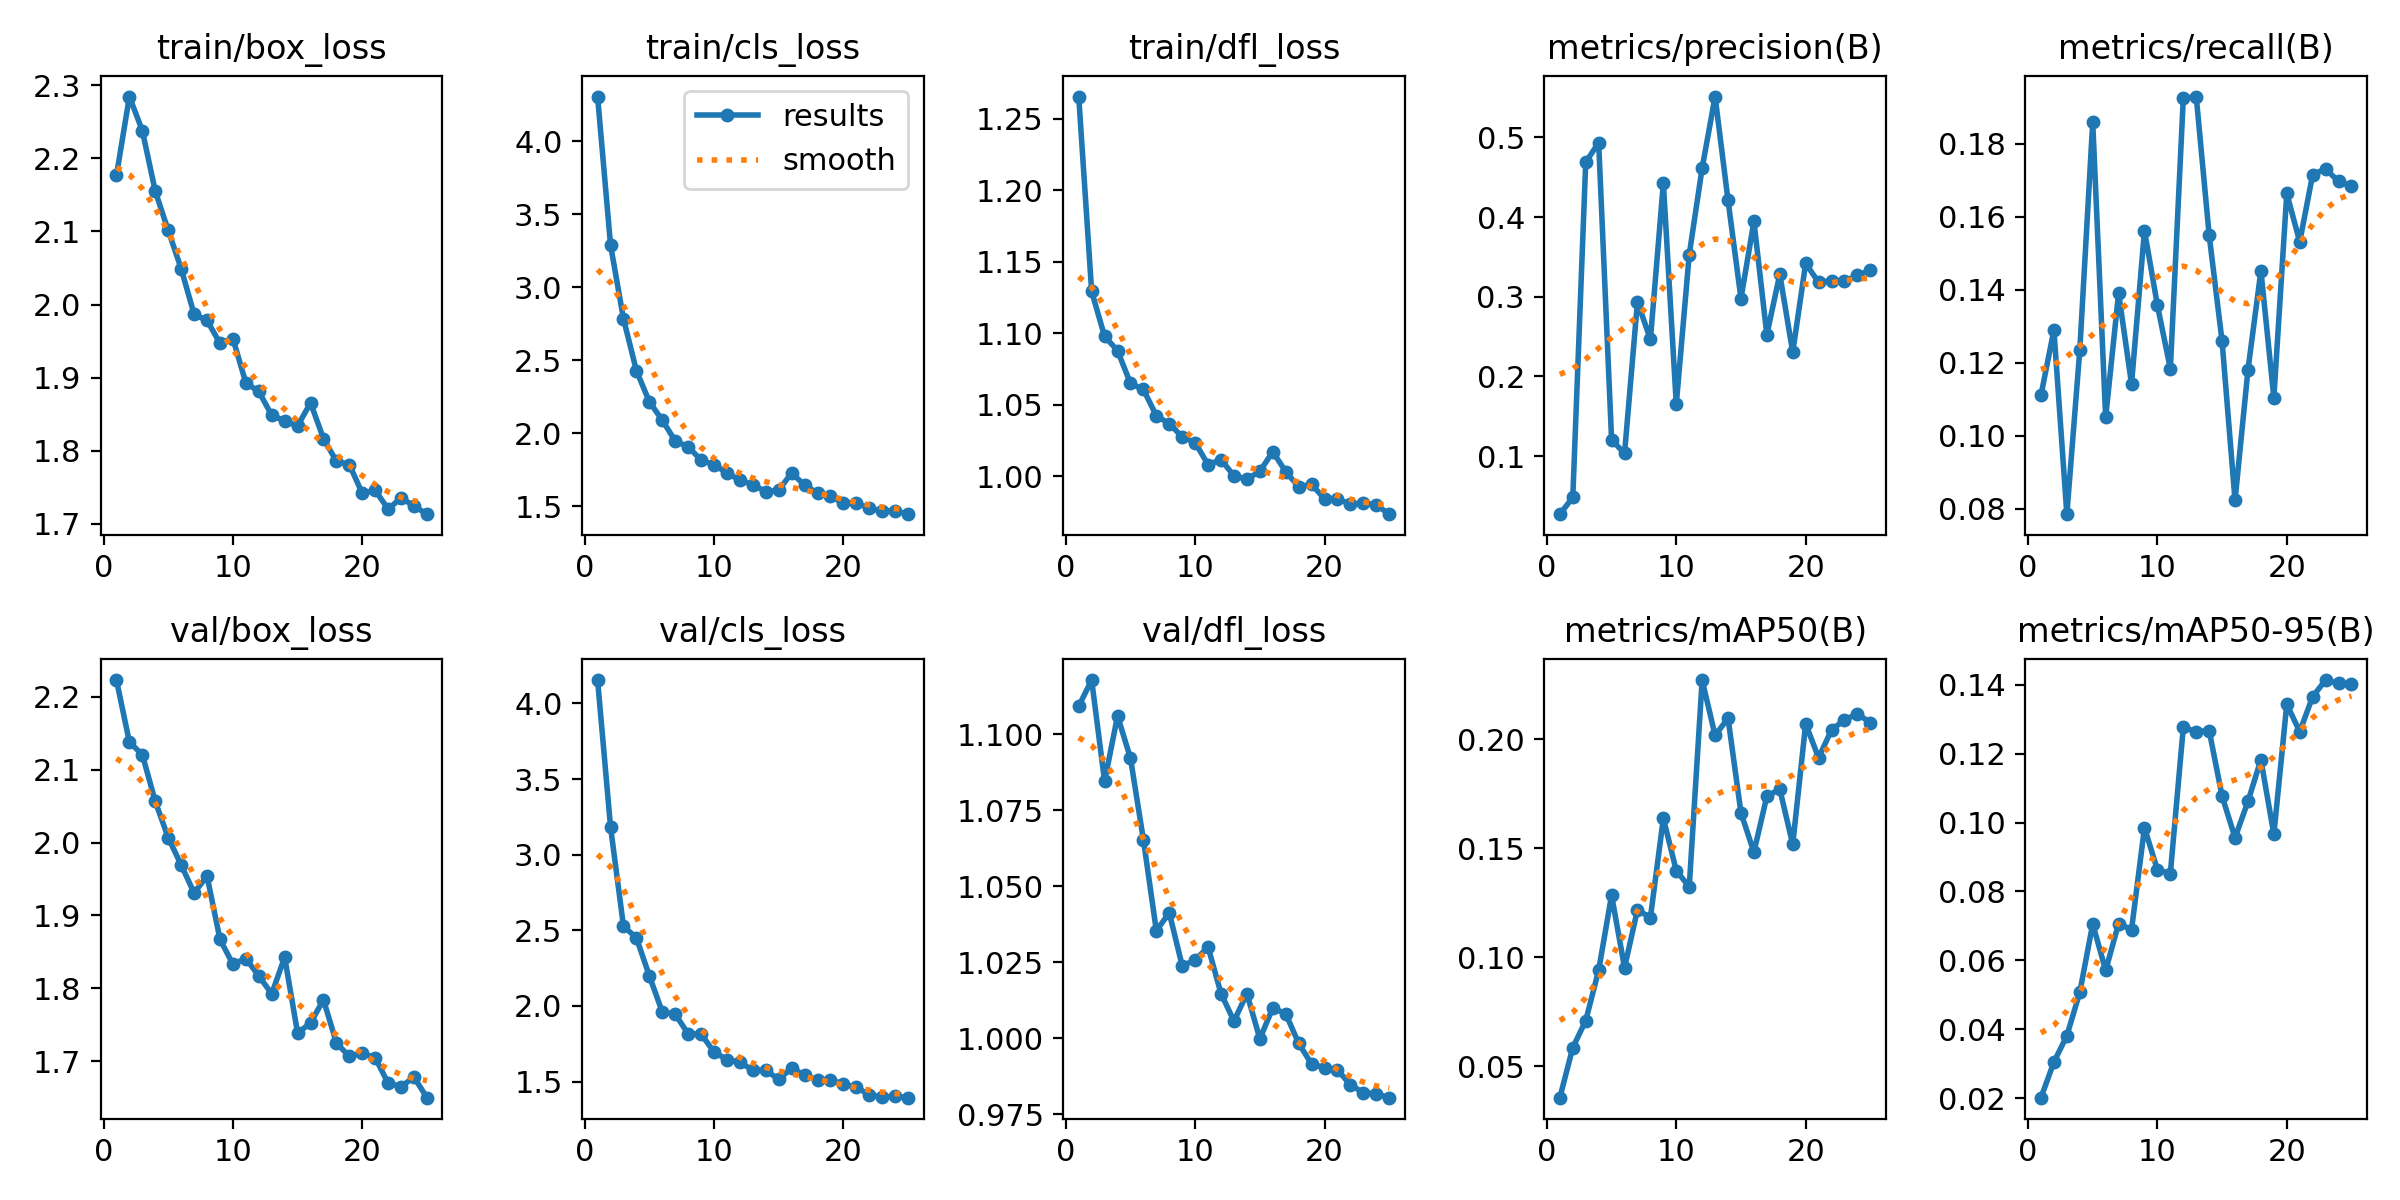 train/box_loss
2.3
2.2
2.1
2.0
1.9
1.8
1.7
0 10 20
train/cls_loss
results
smooth
4.0
3.5
3.0
2.5
2.0
1.5
0 10 20
train/dfl_loss
1.25
1.20
1.15
1.10
1.05
1.00
0 10 20
metrics/precision(B)
0.5
0.4
0.3
0.2
0.1
0 10 20
metrics/recall(B)
0.18
0.16
0.14
0.12
0.10
0.08
0 10 20
val/box_loss
2.2
2.1
2.0
1.9
1.8
1.7
0 10 20
val/cls_loss
4.0
3.5
3.0
2.5
2.0
1.5
0 10 20
val/dfl_loss
1.100
1.075
1.050
1.025
1.000
0.975
0 10 20
metrics/mAP50(B)
0.20
0.15
0.10
0.05
0 10 20
metrics/mAP50-95(B)
0.14
0.12
0.10
0.08
0.06
0.04
0.02
0 10 20